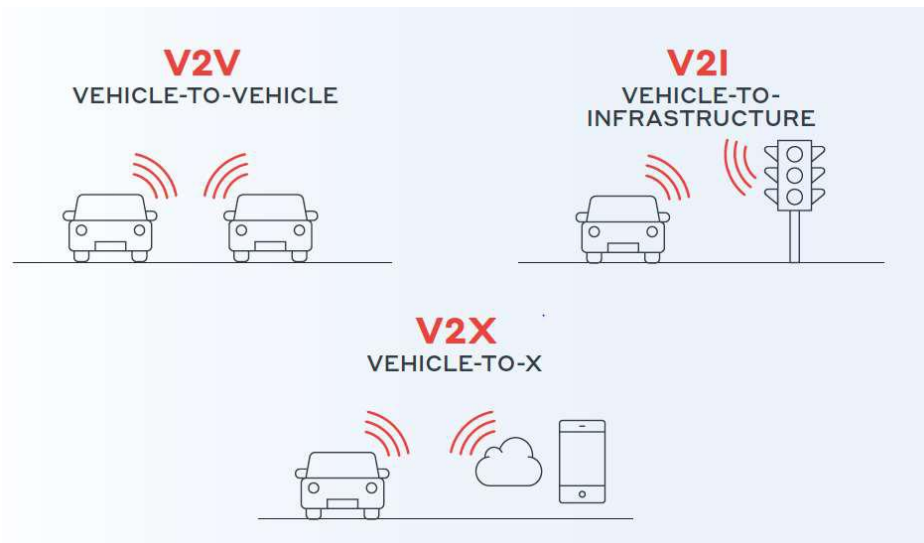 V2V
VEHICLE-TO-VEHICLE
V2I
VEHICLE-TO-
INFRASTRUCTURE
V2X
VEHICLE-TO-X